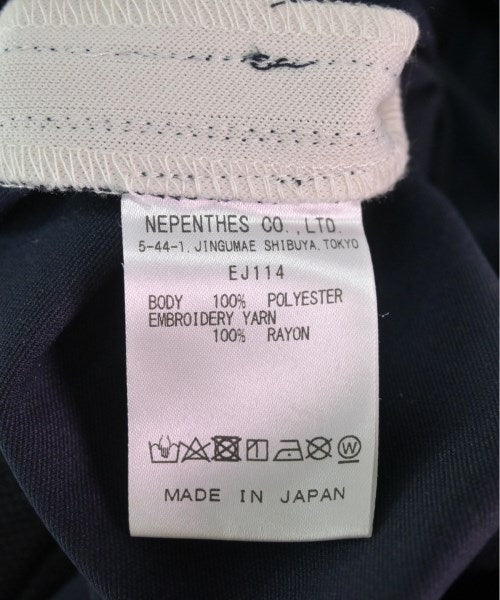 NEPENTHES CO.,LTD.
5-44-1, JINGUMAE SHIBUYA, TOKYO
EJ114
BODY 100% POLYESTER
EMBROIDERY YARN
100% RAYON
W
MADE IN JAPAN